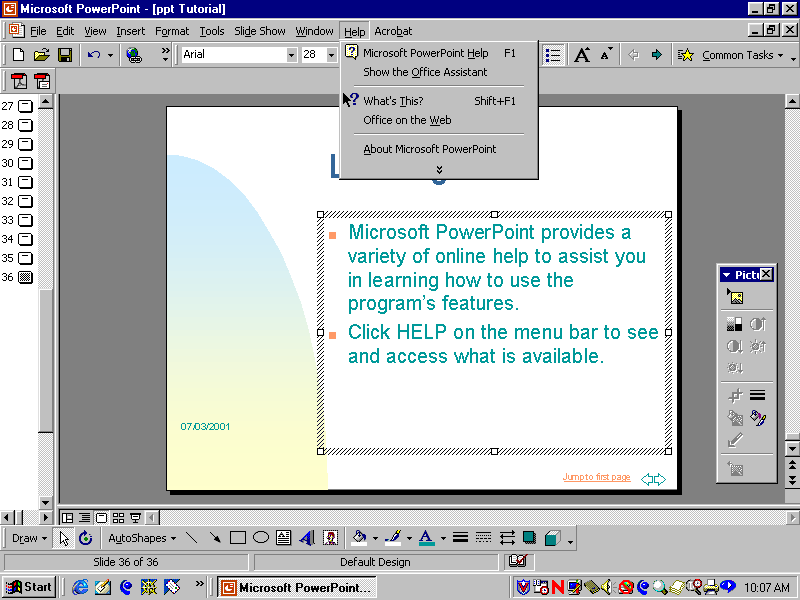 Microsoft PowerPoint - [ppt Tutorial]
File Edit View Insert Format Tools Slide Show Window Help Acrobat
Arial 28 Common Tasks
Microsoft PowerPoint Help F1
Show the Office Assistant
What's This? Shift+F1
Office on the Web
About Microsoft PowerPoint
27
28
29
30
31
32
33
34
35
36
Microsoft PowerPoint provides a
variety of online help to assist you
in learning how to use the
program's features.
Click HELP on the menu bar to see
and access what is available.
07/03/2001
Jump to first page
Draw AutoShapes
Slide 36 of 36 Default Design
Start Microsoft PowerPoint... 10:07 AM